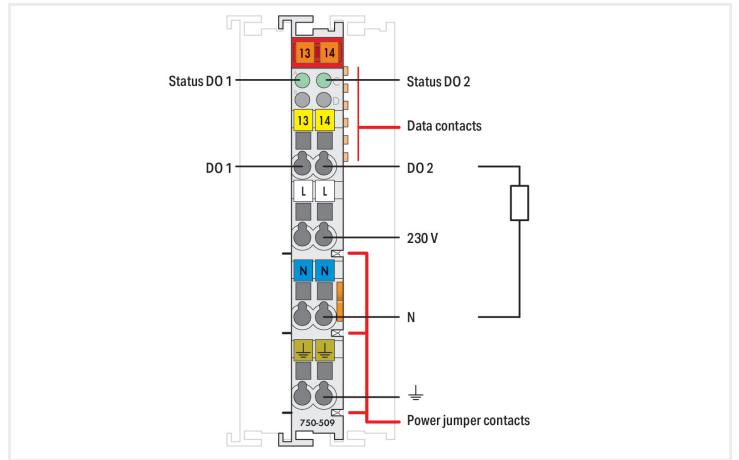 13 14
Status DO 1
C
Status DO 2
D
13 14
Data contacts
DO 1
DO 2
L L
230 V
N N
N
750-509
Power jumper contacts